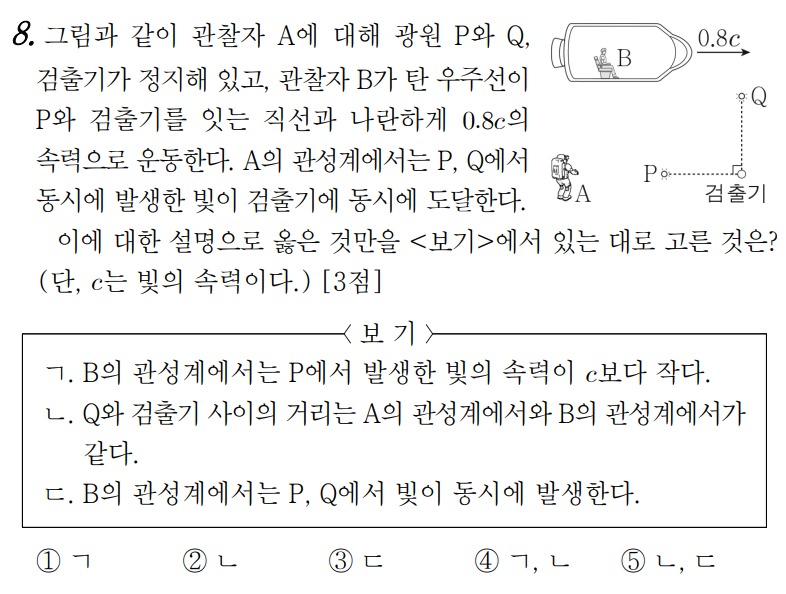 8. 그림과 같이 관찰자 A에 대해 광원 P와 Q,
검출기가 정지해 있고, 관찰자 B가 탄 우주선이
P와 검출기를 잇는 직선과 나란하게 0.8c의
속력으로 운동한다. A의 관성계에서는 P, Q에서
동시에 발생한 빛이 검출기에 동시에 도달한다.
B
0.8c
Q
P
검출기
A
이에 대한 설명으로 옳은 것만을 <보기>에서 있는 대로 고른 것은?
(단, c는 빛의 속력이다.) [3점]
<보 기>
ㄱ. B의 관성계에서는 P에서 발생한 빛의 속력이 c보다 작다.
ㄴ. Q와 검출기 사이의 거리는 A의 관성계에서와 B의 관성계에서가
같다.
ㄷ. B의 관성계에서는 P, Q에서 빛이 동시에 발생한다.
① ㄱ ② ㄴ ③ ㄷ ④ ㄱ, ㄴ ⑤ ㄴ, ㄷ